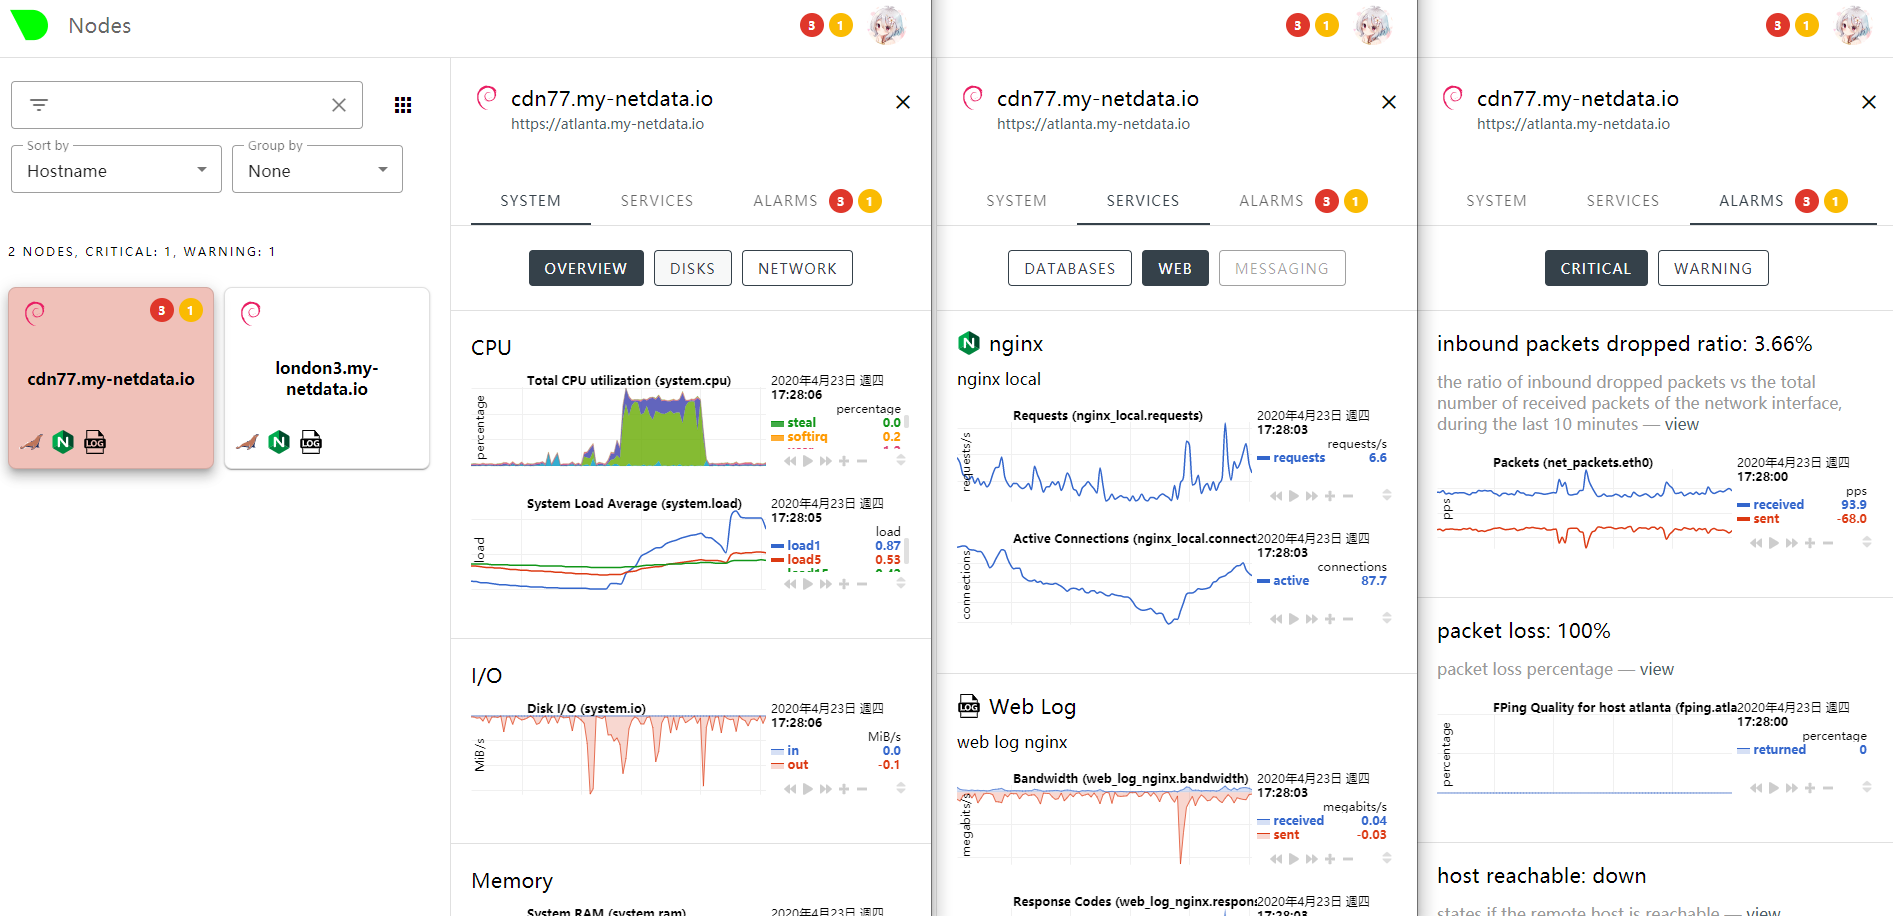 Nodes
3 1
Sort by
Hostname
Group by
None
2 NODES, CRITICAL: 1, WARNING: 1
3 1
cdn77.my-netdata.io
LOG
london3.my-
netdata.io
LOG
cdn77.my-netdata.io
https://atlanta.my-netdata.io
SYSTEM SERVICES ALARMS 3 1
OVERVIEW DISKS NETWORK
CPU
Total CPU utilization (system.cpu)
2020年4月23日 週四
17:28:06
percentage
percentage
steal 0.0
softirq 0.2
System Load Average (system.load)
2020年4月23日 週四
17:28:05
load
load
load1 0.87
load5 0.53
I/O
Disk I/O (system.io)
2020年4月23日 週四
17:28:06
MiB/s
MiB/s
in 0.0
out -0.1
Memory
System RAM (system.ram)
2020年4月23日 週四
3 1
cdn77.my-netdata.io
https://atlanta.my-netdata.io
SYSTEM SERVICES ALARMS 3 1
DATABASES WEB MESSAGING
nginx
nginx local
Requests (nginx_local.requests)
2020年4月23日 週四
17:28:03
requests/s
requests/s
requests 6.6
Active Connections (nginx_local.connect
2020年4月23日 週四
17:28:03
connections
connections
active 87.7
LOG
Web Log
web log nginx
Bandwidth (web_log_nginx.bandwidth)
2020年4月23日 週四
17:28:03
megabits/s
megabits/s
received 0.04
sent -0.03
Response Codes (web_log_nginx.respon
2020年4月23日 週四
3 1
cdn77.my-netdata.io
https://atlanta.my-netdata.io
SYSTEM SERVICES ALARMS 3 1
CRITICAL WARNING
inbound packets dropped ratio: 3.66%
the ratio of inbound dropped packets vs the total
number of received packets of the network interface,
during the last 10 minutes — view
Packets (net_packets.eth0)
2020年4月23日 週四
17:28:00
pps
pps
received 93.9
sent -68.0
packet loss: 100%
packet loss percentage — view
FPing Quality for host atlanta (fping.atla
2020年4月23日 週四
17:28:00
percentage
percentage
returned 0
host reachable: down
states if the remote host is reachable — view